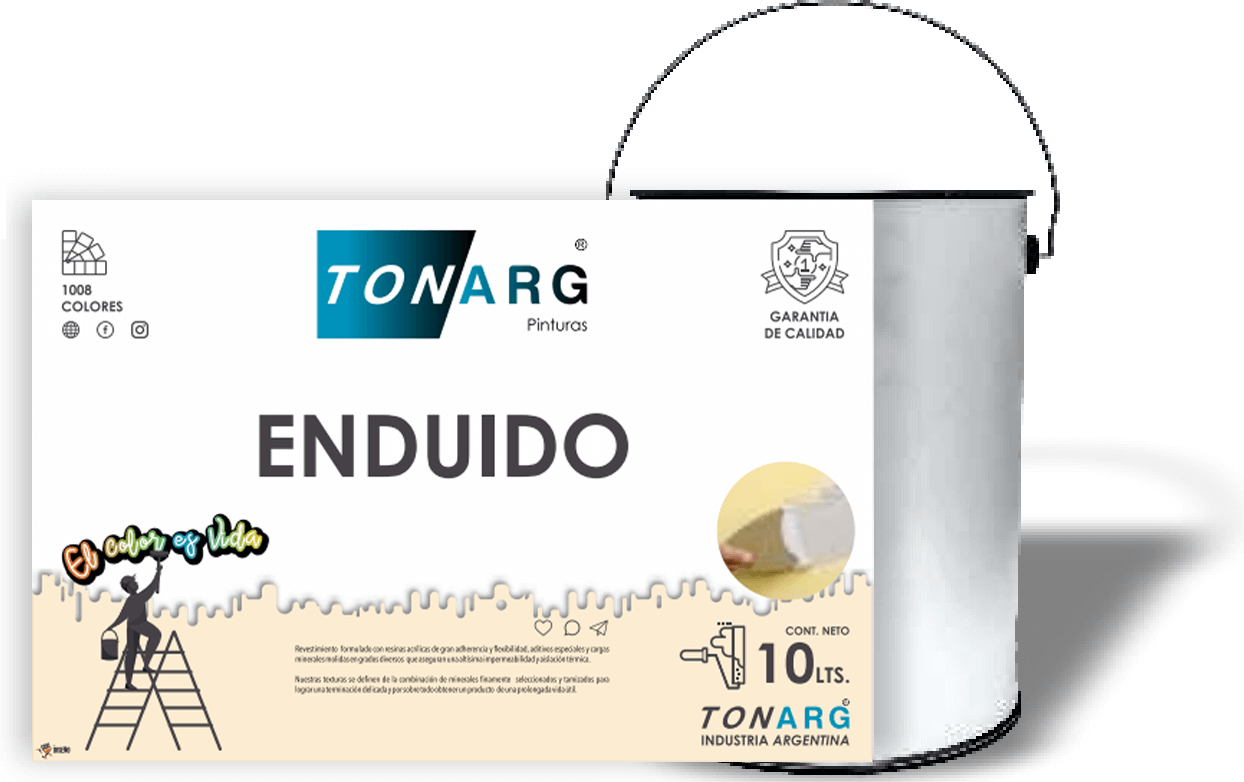 1008
COLORES
TONARG®
Pinturas
GARANTIA
DE CALIDAD
ENDUIDO
El color es Vida
Revestimiento formulado con resinas acrílicas de gran adherencia y flexibilidad, aditivos especiales y cargas
minerales molidas en grados diversos que aseguran una altísima impermeabilidad y aislación térmica.
Nuestras texturas se definen de la combinación de minerales finamente seleccionados y tamizados para
lograr una terminación delicada y por sobre todo obtener un producto de una prolongada vida útil.
CONT. NETO
10LTS.
TONARG®
INDUSTRIA ARGENTINA
DISEÑO